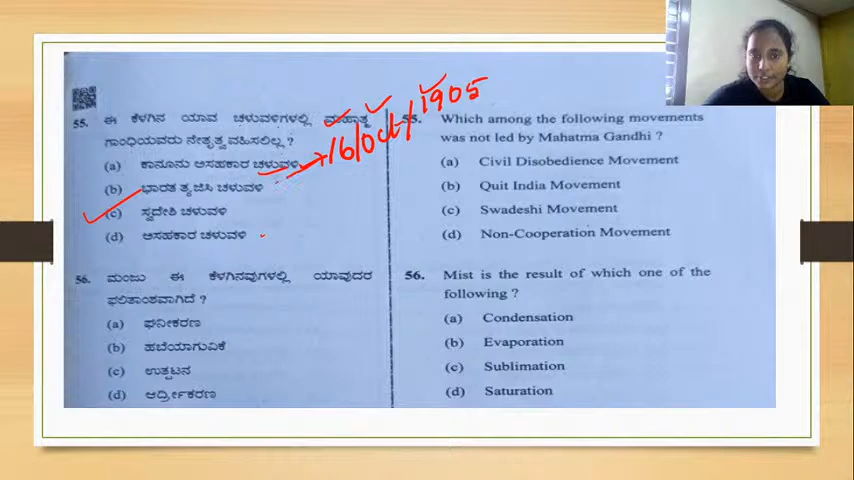 55. ಈ ಕೆಳಗಿನ ಯಾವ ಚಳುವಳಿಗಳಲ್ಲಿ ಮಹಾತ್ಮ
ಗಾಂಧಿಯವರು ನೇತೃತ್ವ ವಹಿಸಲಿಲ್ಲ ?
(a) ಕಾನೂನು ಅಸಹಕಾರ ಚಳುವಳಿ
(b) ಭಾರತ ತ್ಯಜಿಸಿ ಚಳುವಳಿ
(c) ಸ್ವದೇಶಿ ಚಳುವಳಿ
(d) ಅಸಹಕಾರ ಚಳುವಳಿ
16/Oct/1905
56. ಮಂಜು ಈ ಕೆಳಗಿನವುಗಳಲ್ಲಿ ಯಾವುದರ
ಫಲಿತಾಂಶವಾಗಿದೆ ?
(a) ಘನೀಕರಣ
(b) ಹಬೆಯಾಗುವಿಕೆ
(c) ಉತ್ಪಟನ
(d) ಆರ್ದ್ರೀಕರಣ
55. Which among the following movements
was not led by Mahatma Gandhi ?
(a) Civil Disobedience Movement
(b) Quit India Movement
(c) Swadeshi Movement
(d) Non-Cooperation Movement
56. Mist is the result of which one of the
following ?
(a) Condensation
(b) Evaporation
(c) Sublimation
(d) Saturation